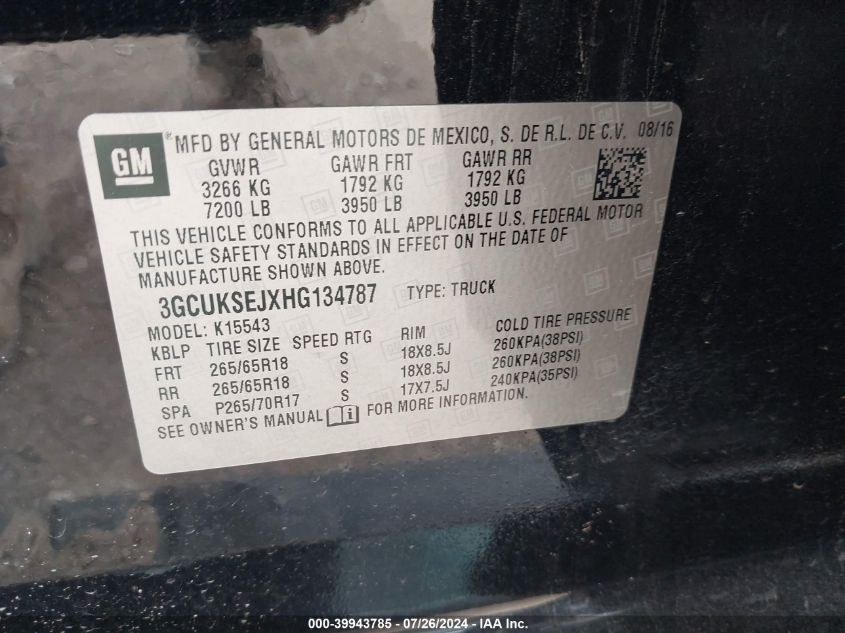 GM
® MFD BY GENERAL MOTORS DE MEXICO, S. DE R.L. DE C.V. 08/16
GVWR GAWR FRT GAWR RR
3266 KG 1792 KG 1792 KG
7200 LB 3950 LB 3950 LB
THIS VEHICLE CONFORMS TO ALL APPLICABLE U.S. FEDERAL MOTOR
VEHICLE SAFETY STANDARDS IN EFFECT ON THE DATE OF
MANUFACTURE SHOWN ABOVE.
3GCUKSEJXHG134787 TYPE: TRUCK
MODEL: K15543
KBLP TIRE SIZE SPEED RTG RIM COLD TIRE PRESSURE
FRT 265/65R18 S 18X8.5J 260KPA(38PSI)
RR 265/65R18 S 18X8.5J 260KPA(38PSI)
SPA P265/70R17 S 17X7.5J 240KPA(35PSI)
SEE OWNER'S MANUAL i FOR MORE INFORMATION.
000-39943785 / 07/26/2024 - IAA Inc.